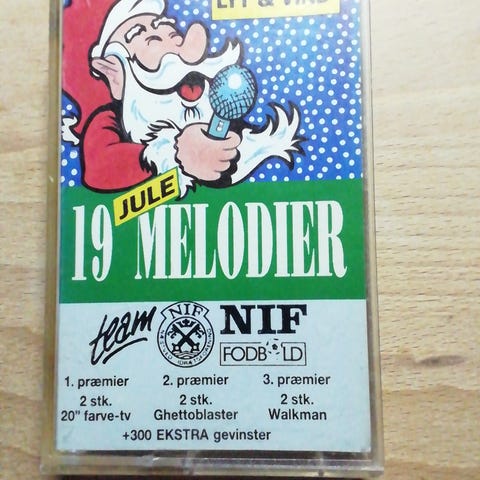 LYT & VIND
19 JULE MELODIER
team
NIF
NIF
FODBOLD
1. præmier 2. præmier 3. præmier
2 stk. 2 stk. 2 stk.
20" farve-tv Ghettoblaster Walkman
+300 EKSTRA gevinster